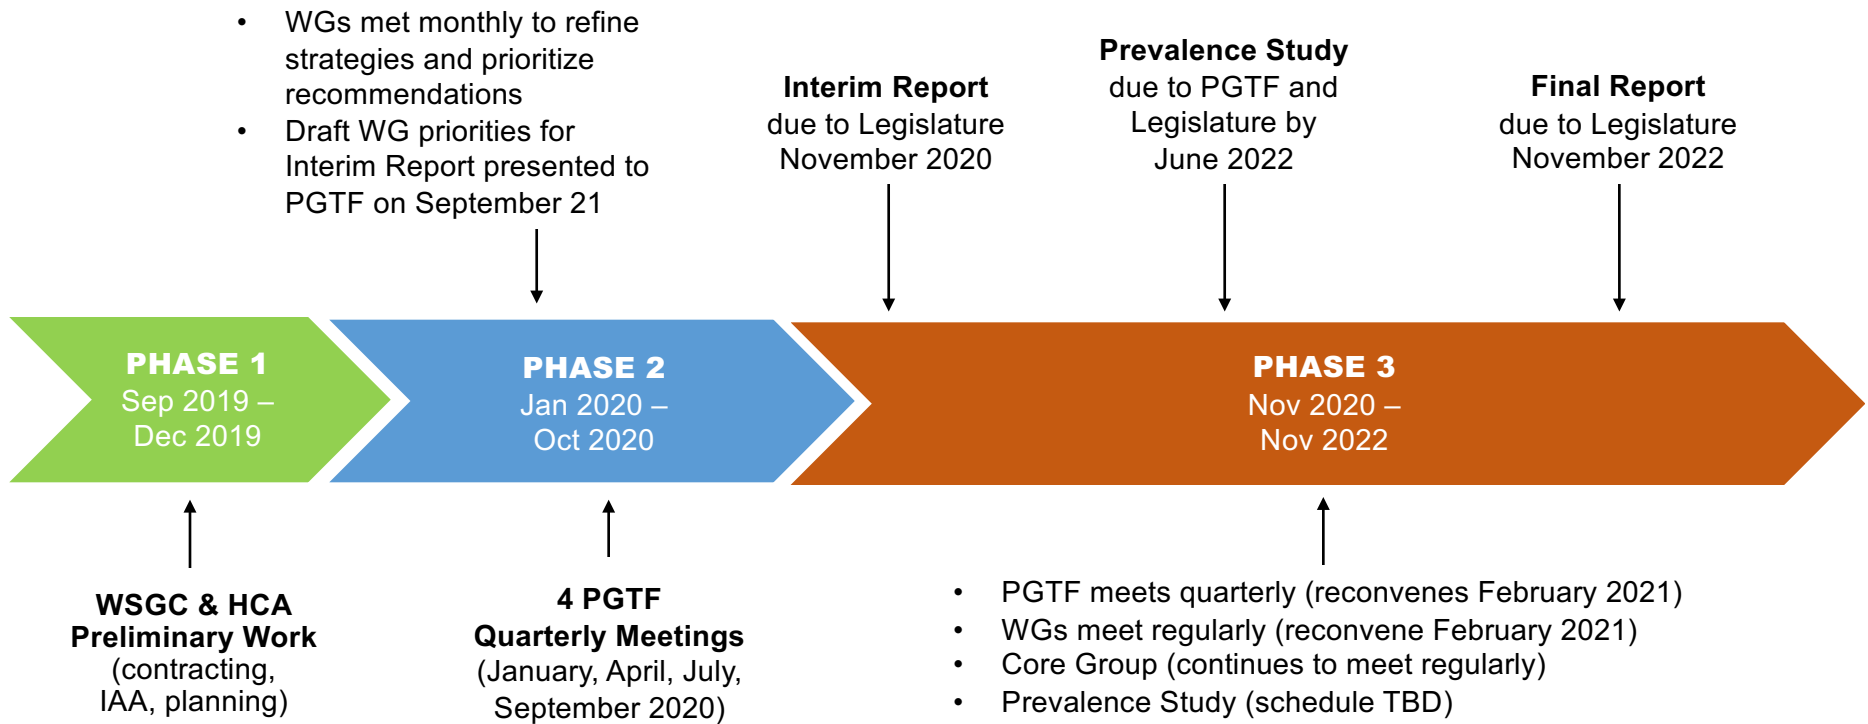 • WGs met monthly to refine
strategies and prioritize
recommendations
• Draft WG priorities for
Interim Report presented to
PGTF on September 21
Interim Report
due to Legislature
November 2020
Prevalence Study
due to PGTF and
Legislature by
June 2022
Final Report
due to Legislature
November 2022
PHASE 1
Sep 2019 –
Dec 2019
PHASE 2
Jan 2020 –
Oct 2020
PHASE 3
Nov 2020 –
Nov 2022
WSGC & HCA
Preliminary Work
(contracting,
IAA, planning)
4 PGTF
Quarterly Meetings
(January, April, July,
September 2020)
• PGTF meets quarterly (reconvenes February 2021)
• WGs meet regularly (reconvene February 2021)
• Core Group (continues to meet regularly)
• Prevalence Study (schedule TBD)